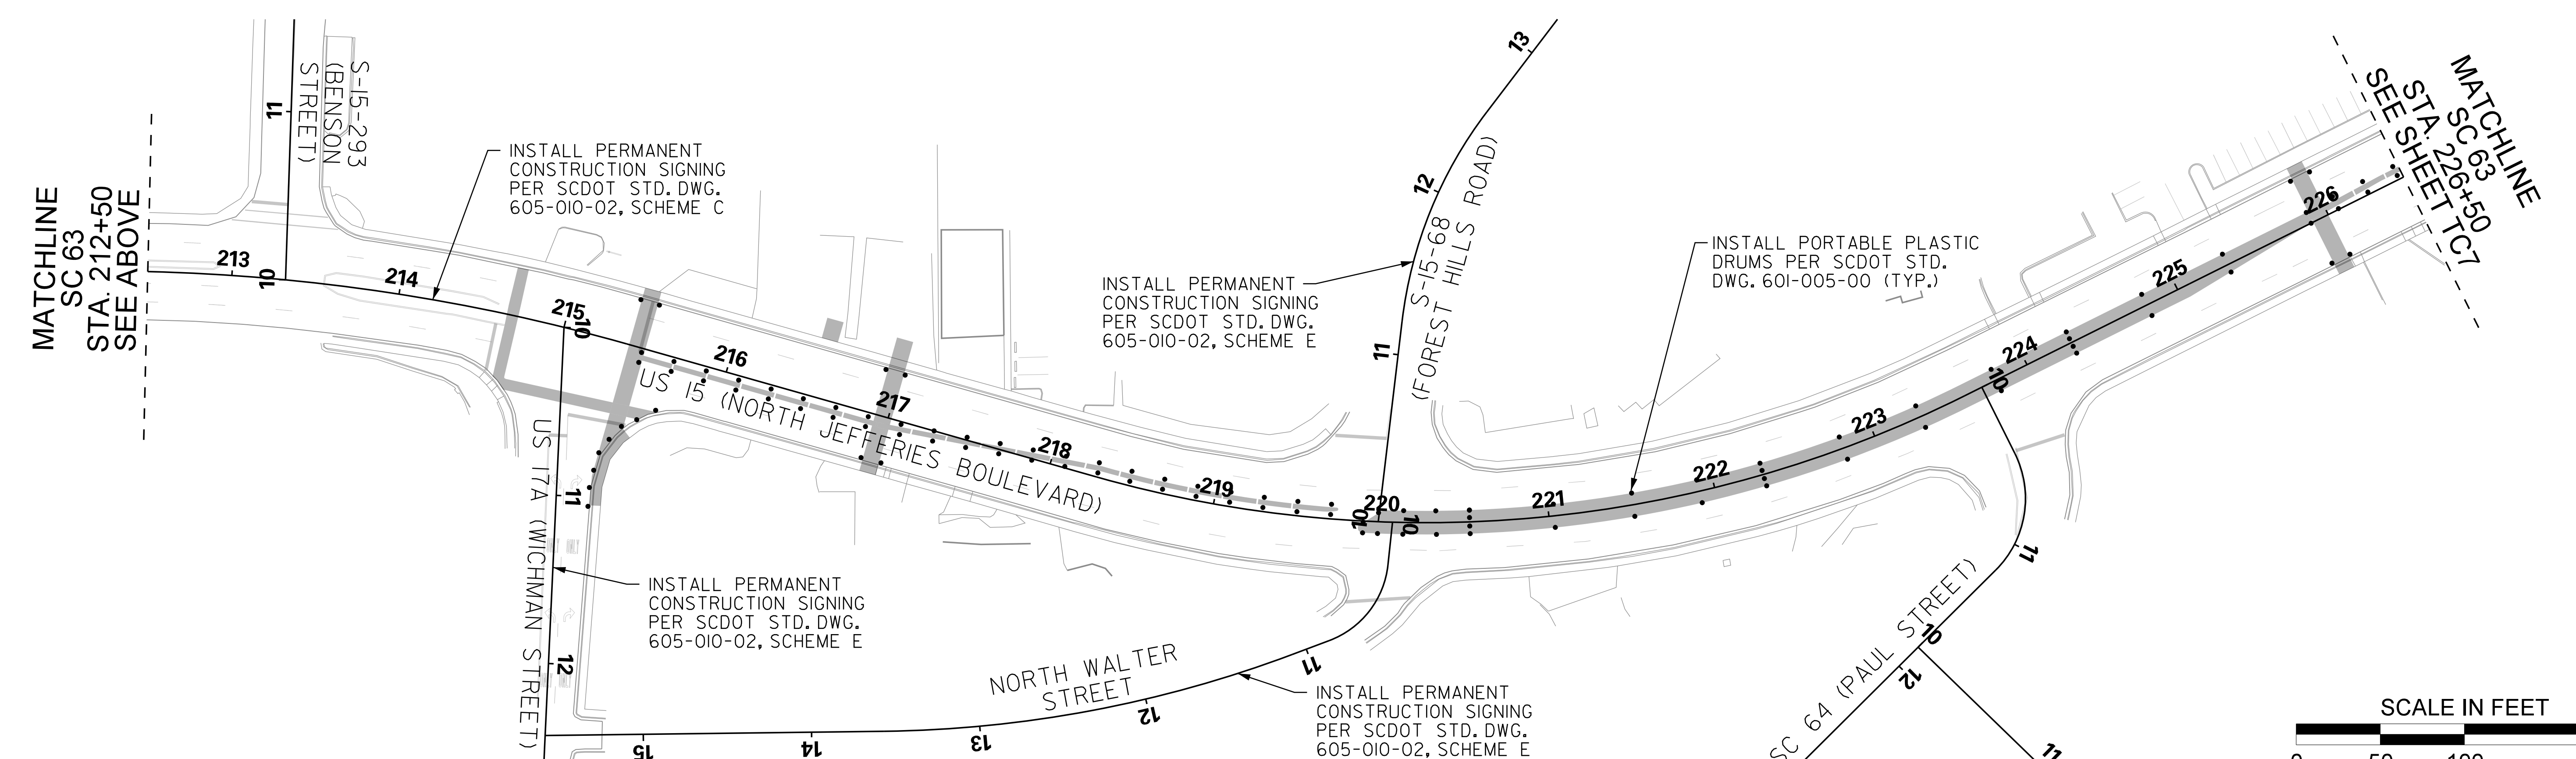 MATCHLINE
SC 63
STA. 212+50
SEE ABOVE
S-15-293
(BENSON
STREET)
11
10
213
214
215
10
216
217
218
219
220
10
10
221
222
223
224
10
225
226
INSTALL PERMANENT
CONSTRUCTION SIGNING
PER SCDOT STD. DWG.
605-010-02, SCHEME C
US 15 (NORTH JEFFERIES BOULEVARD)
US 17A (WICHMAN STREET)
11
12
INSTALL PERMANENT
CONSTRUCTION SIGNING
PER SCDOT STD. DWG.
605-010-02, SCHEME E
INSTALL PERMANENT
CONSTRUCTION SIGNING
PER SCDOT STD. DWG.
605-010-02, SCHEME E
S-15-68
(FOREST HILLS ROAD)
11
12
13
INSTALL PORTABLE PLASTIC
DRUMS PER SCDOT STD.
DWG. 601-005-00 (TYP.)
NORTH WALTER
STREET
11
12
13
14
15
INSTALL PERMANENT
CONSTRUCTION SIGNING
PER SCDOT STD. DWG.
605-010-02, SCHEME E
SC 64 (PAUL STREET)
11
10
12
11
MATCHLINE
SC 63
STA. 226+50
SEE SHEET TC7
SCALE IN FEET
0 50 100